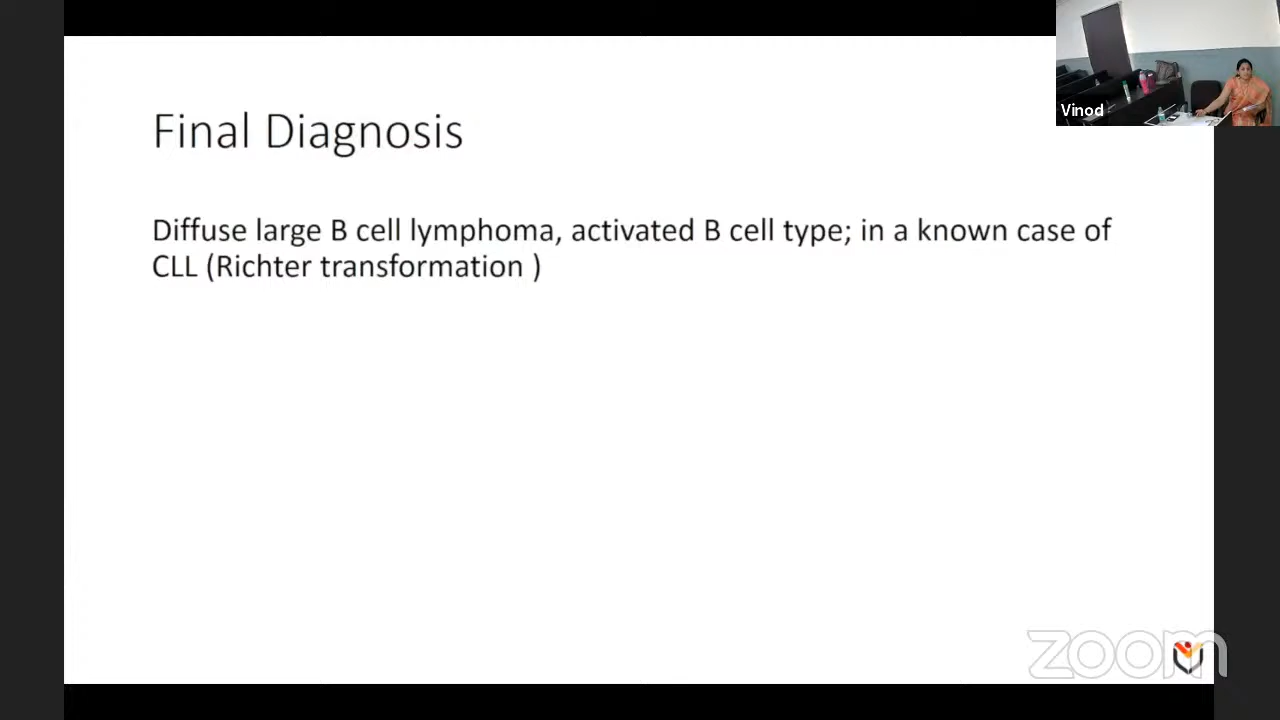 Vinod
Final Diagnosis
Diffuse large B cell lymphoma, activated B cell type; in a known case of
CLL (Richter transformation )
zoom